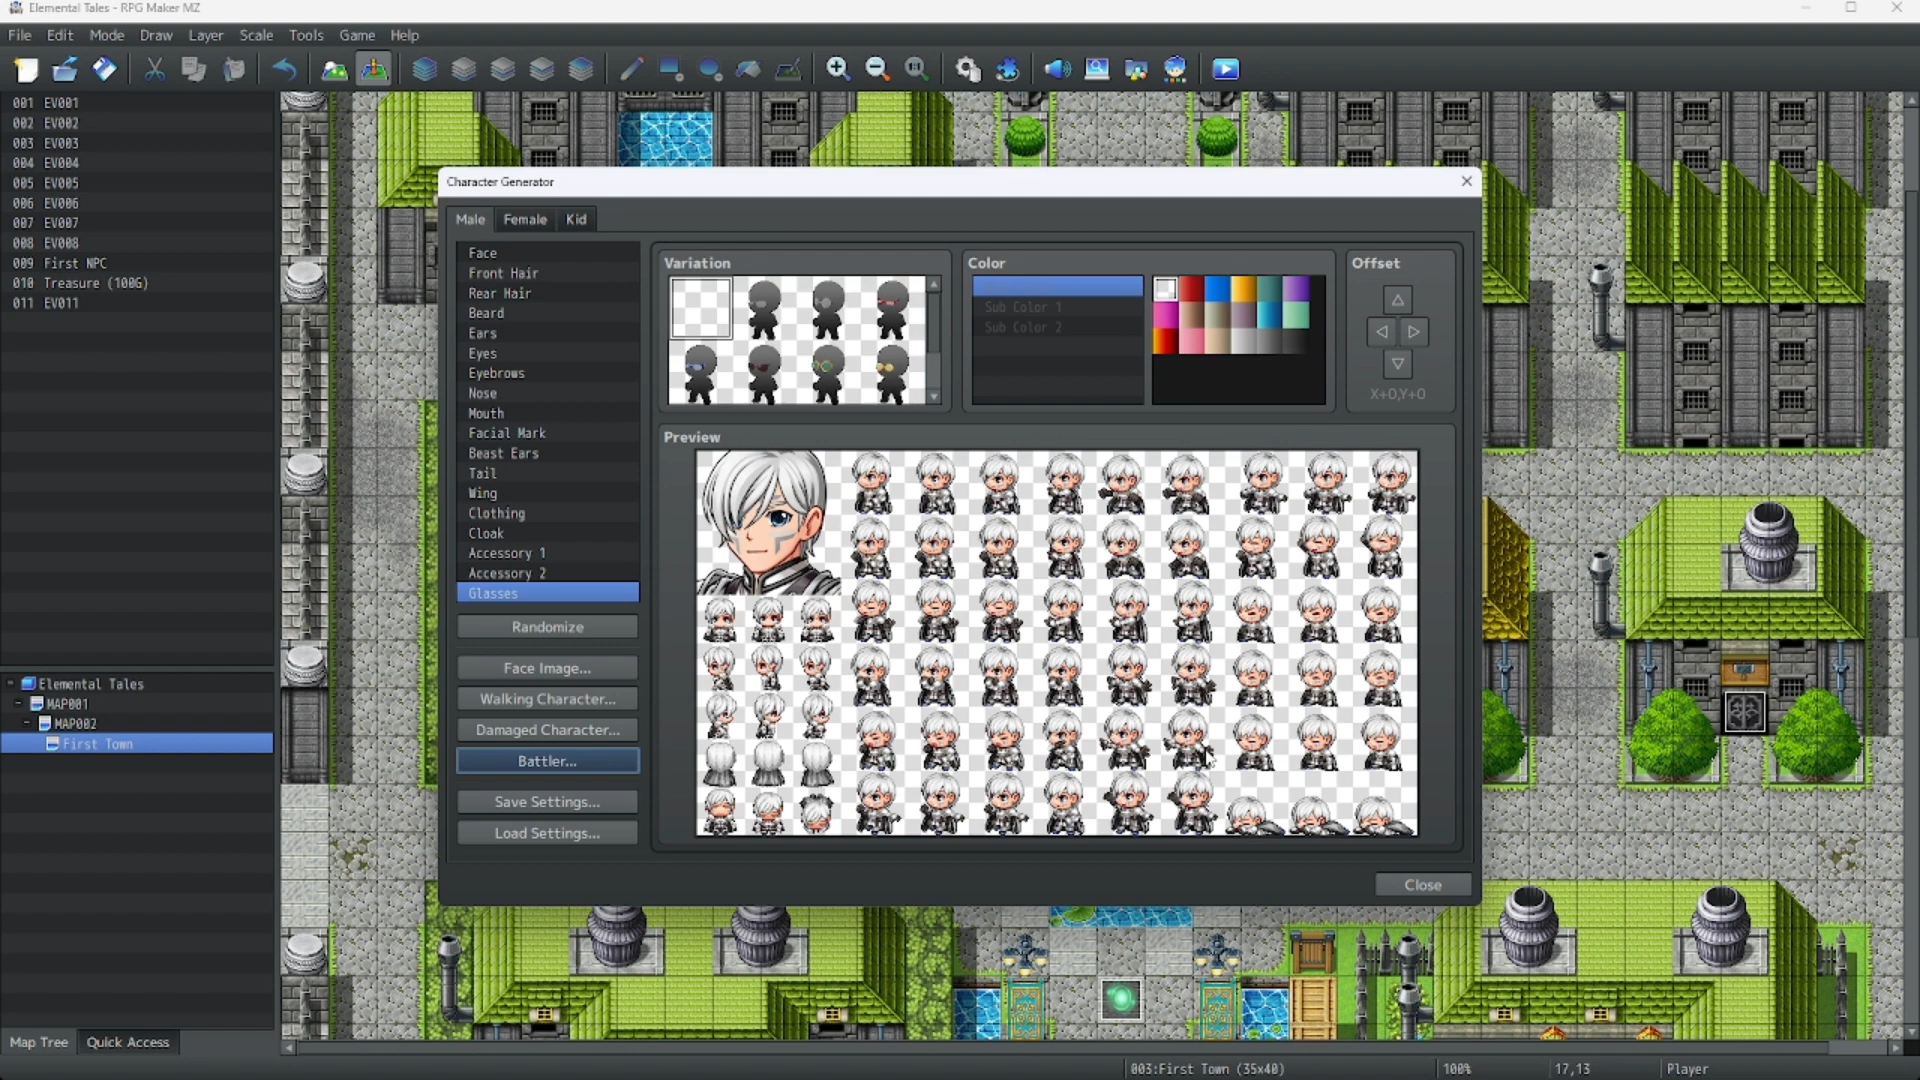 Elemental Tales - RPG Maker MZ
File Edit Mode Draw Layer Scale Tools Game Help
001 EV001
002 EV002
003 EV003
004 EV004
005 EV005
006 EV006
007 EV007
008 EV008
009 First NPC
010 Treasure (100G)
011 EV011
Elemental Tales
MAP001
MAP002
First Town
Map Tree Quick Access
Character Generator
Male Female Kid
Face
Front Hair
Rear Hair
Beard
Ears
Eyes
Eyebrows
Nose
Mouth
Facial Mark
Beast Ears
Tail
Wing
Clothing
Cloak
Accessory 1
Accessory 2
Glasses
Randomize
Face Image...
Walking Character...
Damaged Character...
Battler...
Save Settings...
Load Settings...
Variation
Color
Sub Color 1
Sub Color 2
Offset
X+0,Y+0
Preview
Close
003:First Town (35x40) 100% 17,13 Player